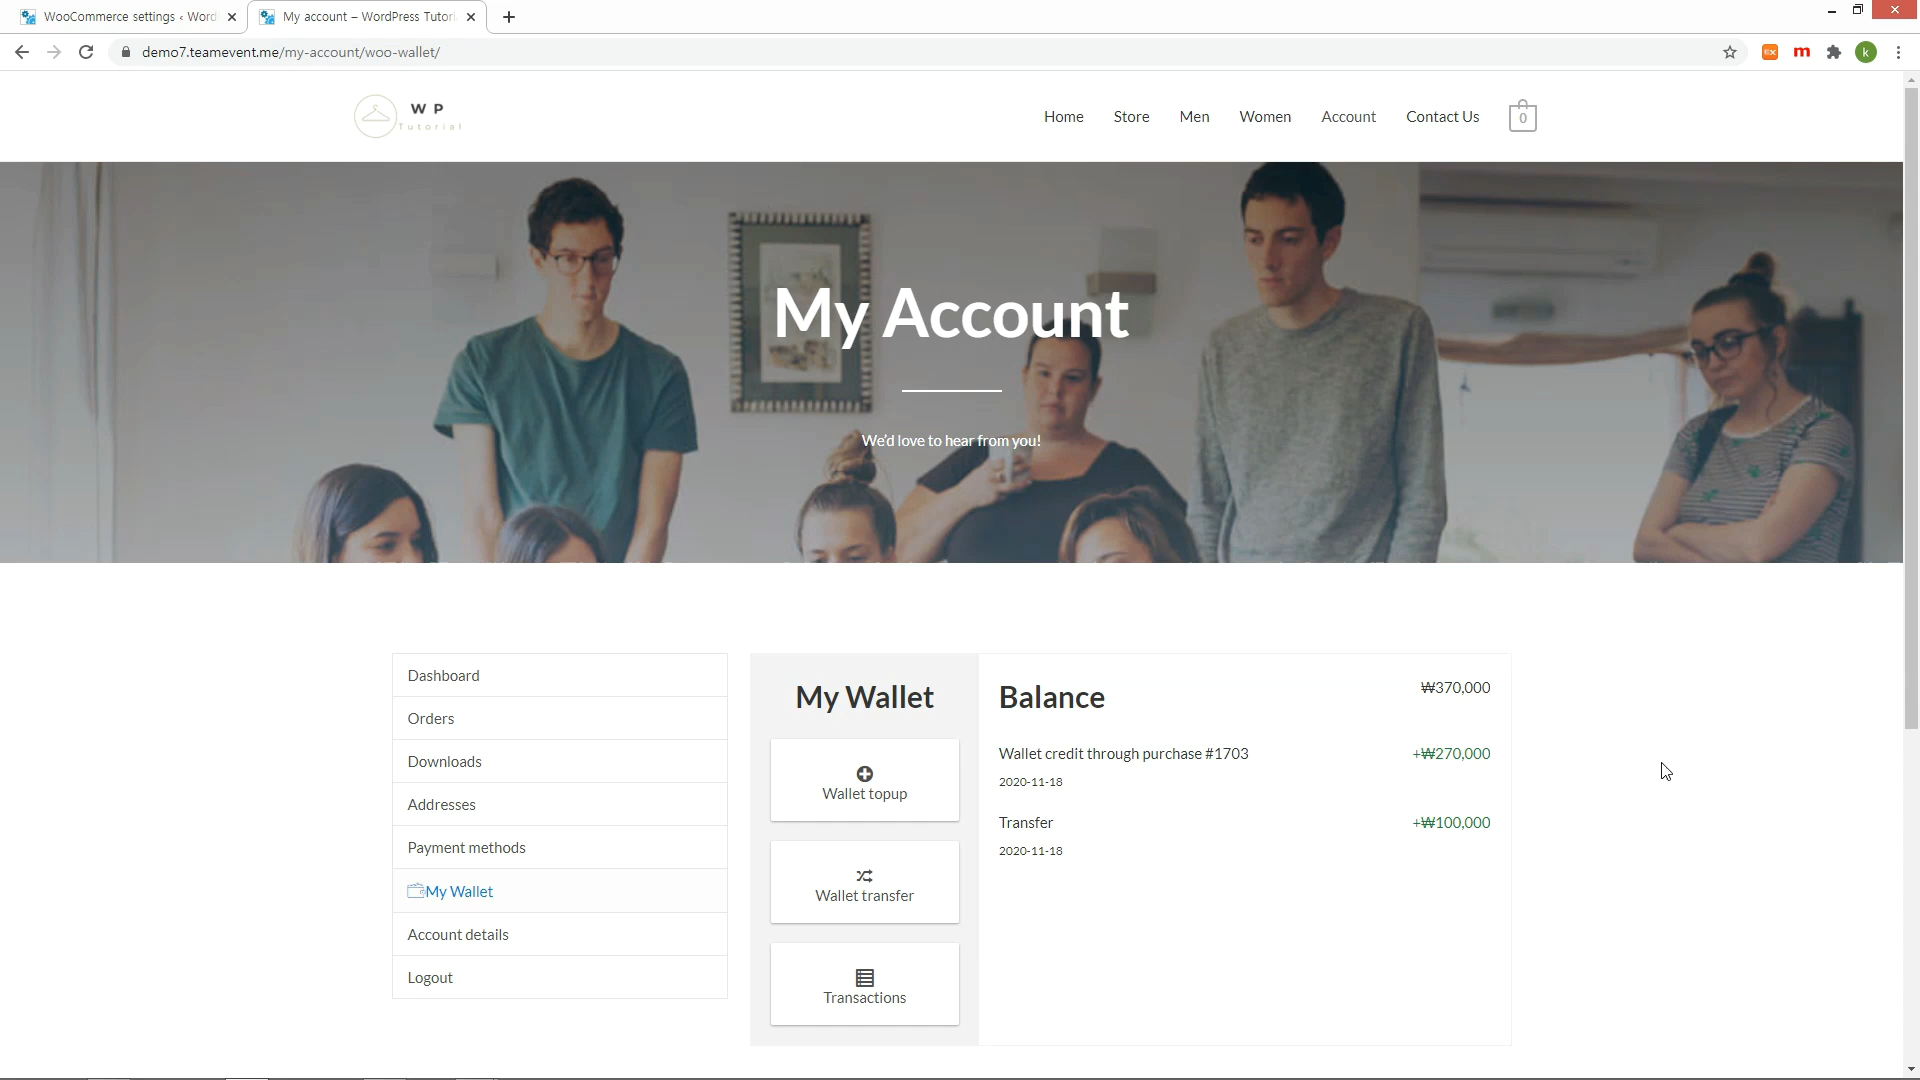 WooCommerce settings ‹ Word
My account – WordPress Tutori
demo7.teamevent.me/my-account/woo-wallet/
EX
m
k
W P
Tutorial
Home
Store
Men
Women
Account
Contact Us
0
My Account
We'd love to hear from you!
Dashboard
Orders
Downloads
Addresses
Payment methods
My Wallet
Account details
Logout
My Wallet
Wallet topup
Wallet transfer
Transactions
Balance
₩370,000
Wallet credit through purchase #1703
+₩270,000
2020-11-18
Transfer
+₩100,000
2020-11-18